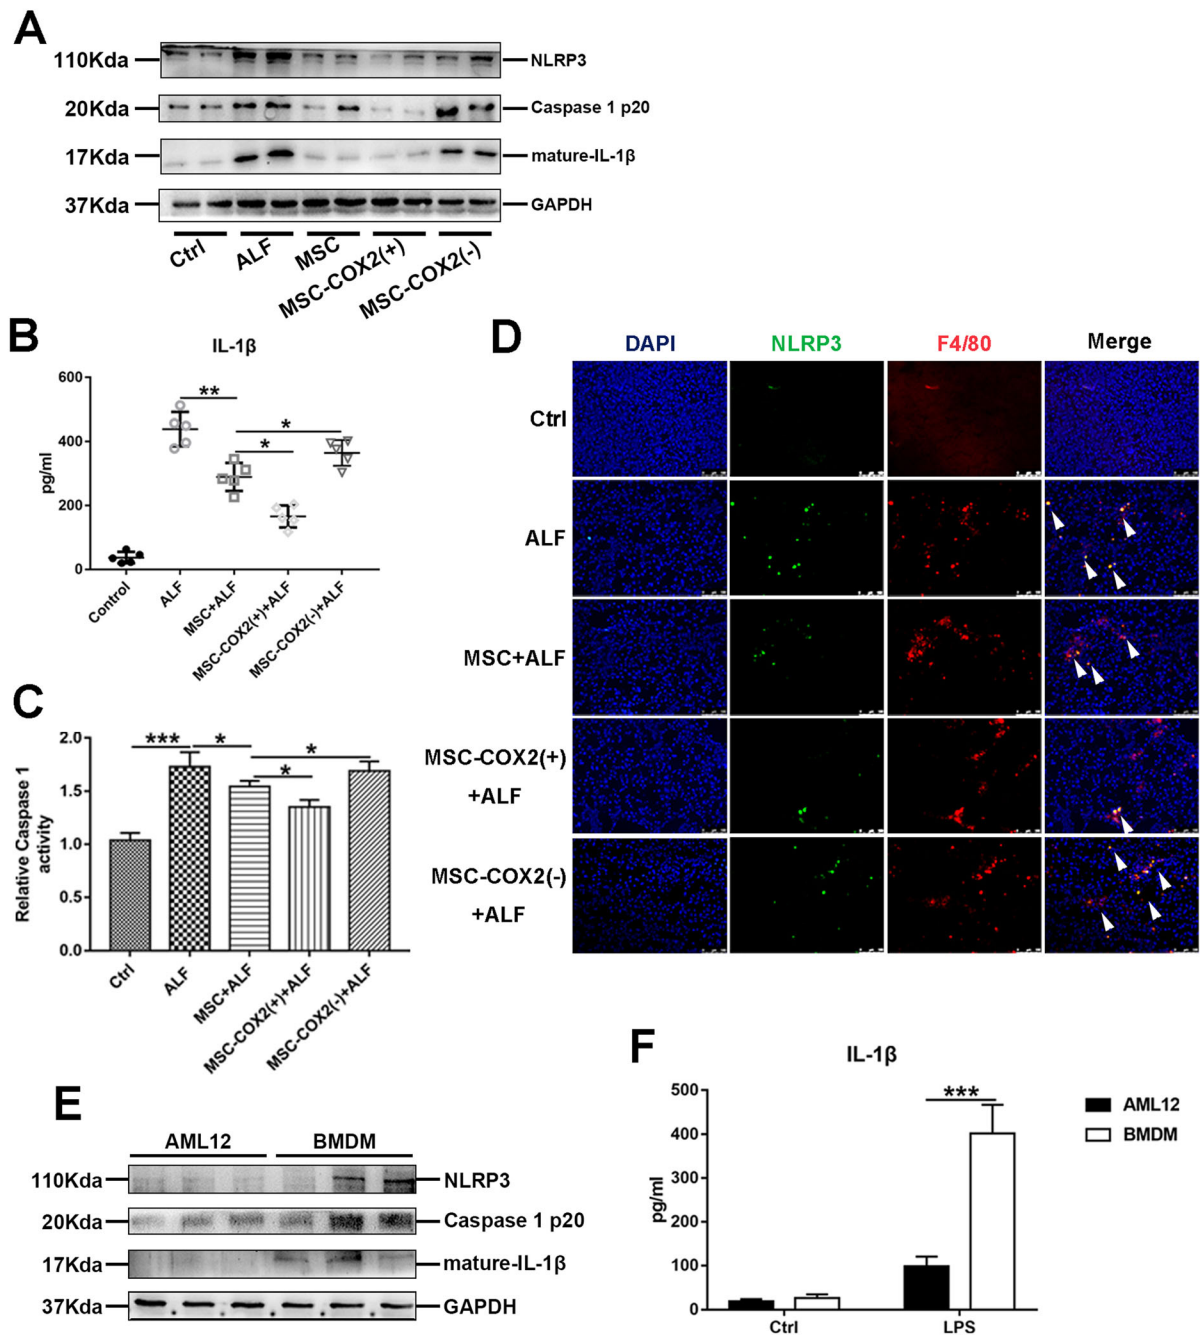 A
110Kda
NLRP3
20Kda
Caspase 1 p20
17Kda
mature-IL-1β
37Kda
GAPDH
Ctrl
ALF
MSC
MSC-COX2(+)
MSC-COX2(-)
B
IL-1β
600
400
200
0
pg/ml
**
*
*
Control
ALF
MSC+ALF
MSC-COX2(+)+ALF
MSC-COX2(-)+ALF
C
2.0
1.5
1.0
0.5
0.0
Relative Caspase 1
activity
***
*
*
*
Ctrl
ALF
MSC+ALF
MSC-COX2(+)+ALF
MSC-COX2(-)+ALF
D
DAPI
NLRP3
F4/80
Merge
Ctrl
ALF
MSC+ALF
MSC-COX2(+)
+ALF
MSC-COX2(-)
+ALF
E
AML12
BMDM
110Kda
NLRP3
20Kda
Caspase 1 p20
17Kda
mature-IL-1β
37Kda
GAPDH
F
IL-1β
500
400
300
200
100
0
pg/ml
***
Ctrl
LPS
AML12
BMDM